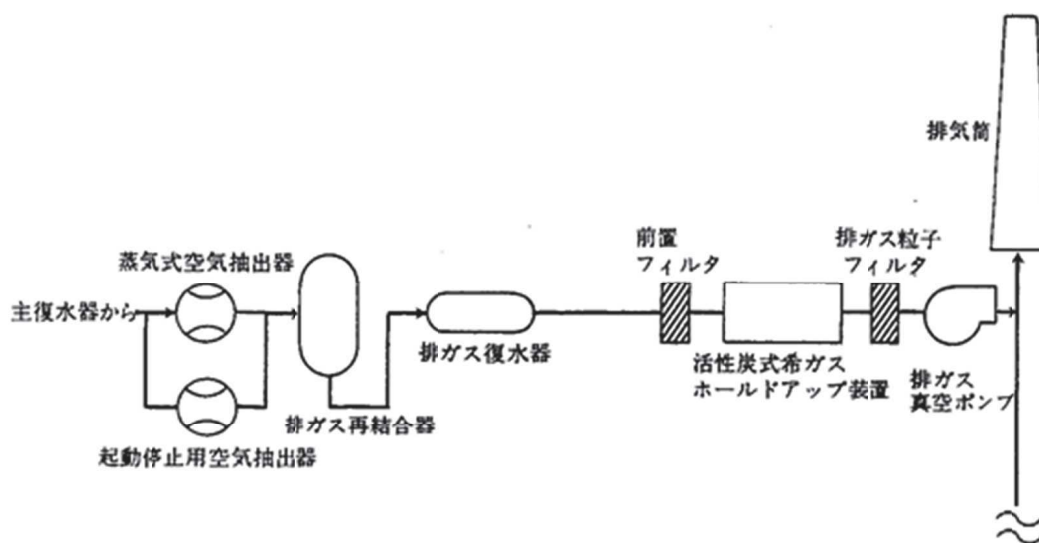 排気筒
蒸気式空気抽出器
主復水器から
起動停止用空気抽出器
排ガス再結合器
排ガス復水器
前置
フィルタ
活性炭式希ガス
ホールドアップ装置
排ガス粒子
フィルタ
排ガス
真空ポンプ